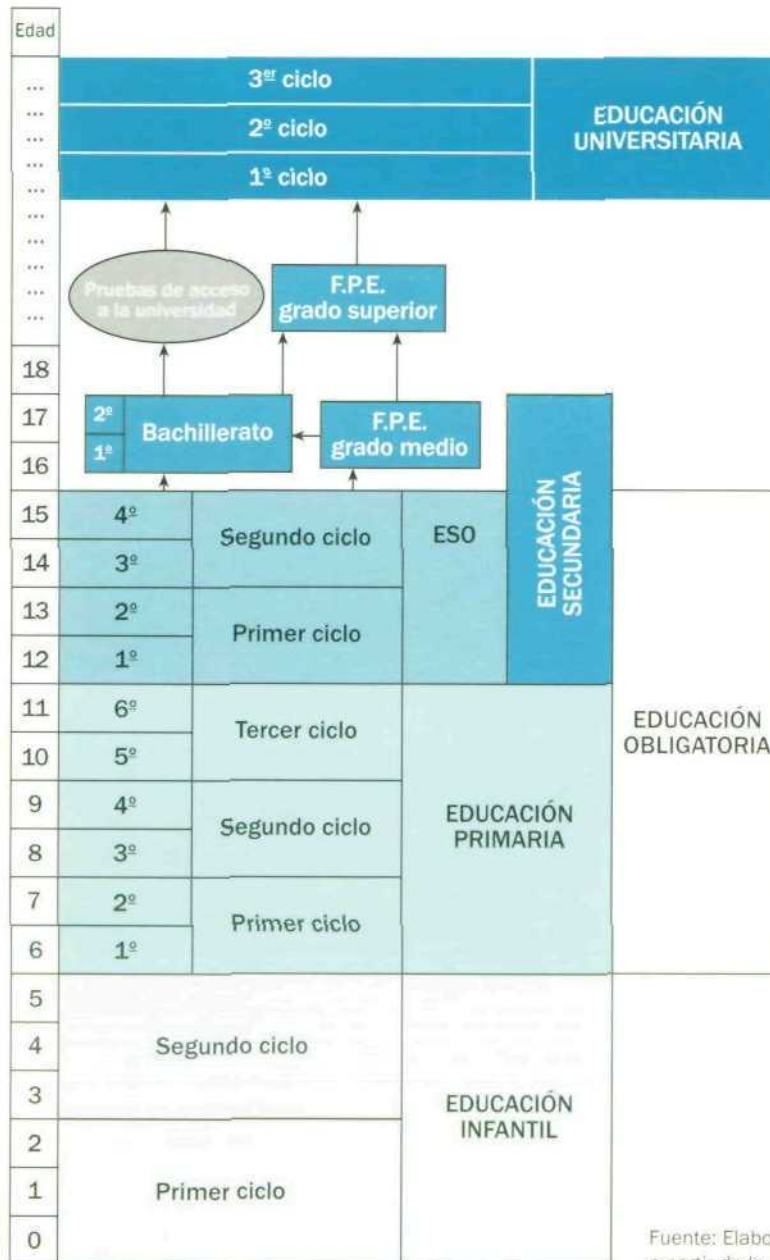 Edad
...
...
...
...
...
...
...
...
...
...
3er ciclo
2º ciclo
1º ciclo
EDUCACIÓN
UNIVERSITARIA
Pruebas de acceso
a la universidad
F.P.E.
grado superior
18
17
16
2º
1º
Bachillerato
F.P.E.
grado medio
EDUCACIÓN
SECUNDARIA
15
14
13
12
4º
3º
2º
1º
Segundo ciclo
Primer ciclo
ESO
11
10
9
8
7
6
6º
5º
4º
3º
2º
1º
Tercer ciclo
Segundo ciclo
Primer ciclo
EDUCACIÓN
PRIMARIA
EDUCACIÓN
OBLIGATORIA
5
4
3
2
1
0
Segundo ciclo
Primer ciclo
EDUCACIÓN
INFANTIL
Fuente: